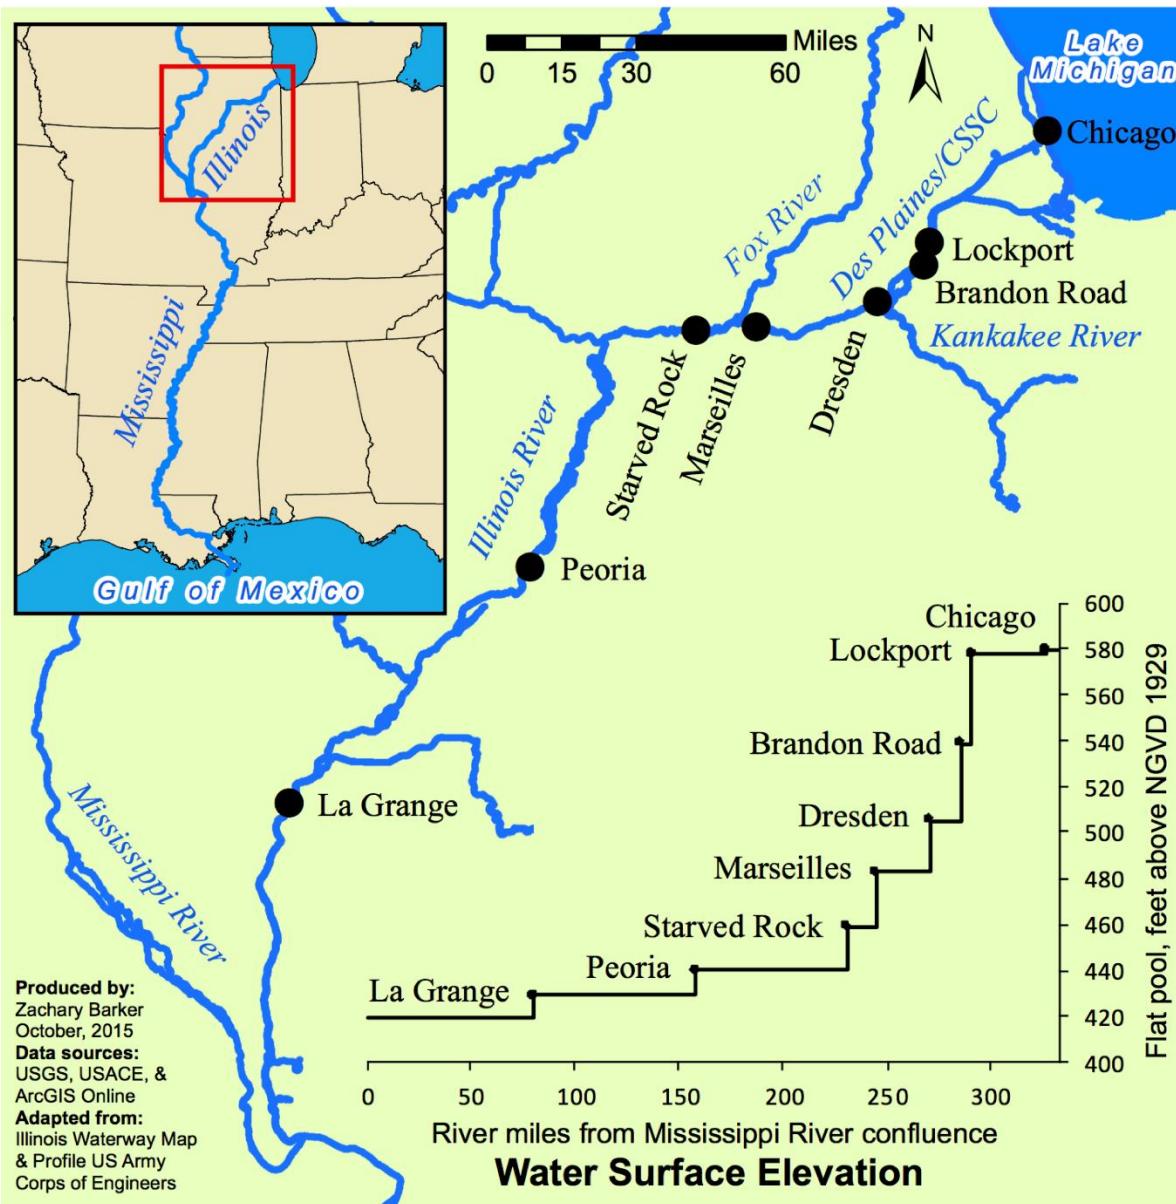 Illinois
Mississippi
Gulf of Mexico
Miles
0 15 30 60
N
Lake
Michigan
Chicago
Fox River
Des Plaines/CSSC
Lockport
Brandon Road
Kankakee River
Dresden
Marseilles
Starved Rock
Illinois River
Peoria
La Grange
Mississippi River
Produced by:
Zachary Barker
October, 2015
Data sources:
USGS, USACE, &
ArcGIS Online
Adapted from:
Illinois Waterway Map
& Profile US Army
Corps of Engineers
Chicago
Lockport
Brandon Road
Dresden
Marseilles
Starved Rock
Peoria
La Grange
600
580
560
540
520
500
480
460
440
420
400
Flat pool, feet above NGVD 1929
0 50 100 150 200 250 300
River miles from Mississippi River confluence
Water Surface Elevation